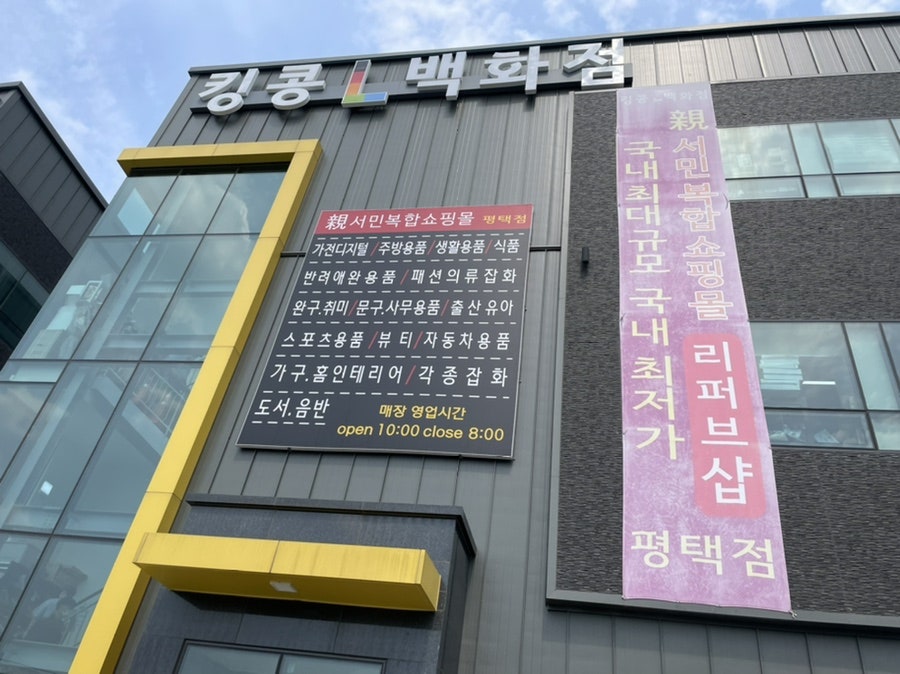 킹콩 L 백화점
親 서민복합쇼핑몰 평택점
가전디지털/주방용품/생활용품/식품
반려애완용품/패션의류잡화
완구.취미/문구.사무용품/출산유아
스포츠용품/뷰티/자동차용품
가구.홈인테리어/각종잡화
도서.음반
매장 영업시간
open 10:00 close 8:00
킹콩 L 백화점
親 서민복합쇼핑몰 리퍼브샵
국내최대규모 국내최저가
평택점